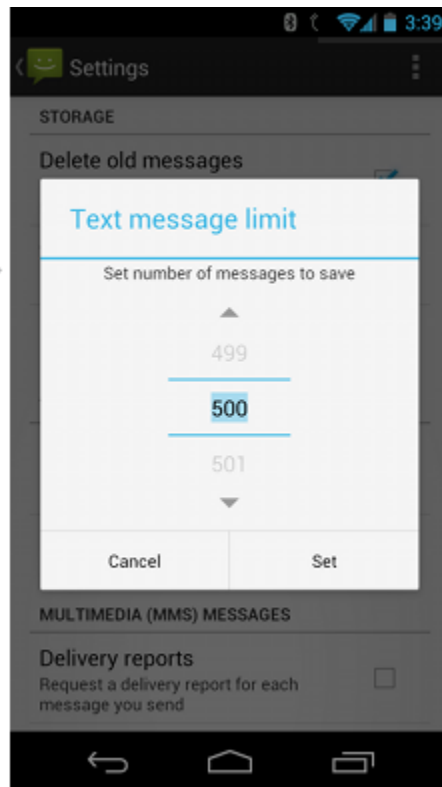 3:39
Settings
STORAGE
Delete old messages
Text message limit
Set number of messages to save
499
500
501
Cancel
Set
MULTIMEDIA (MMS) MESSAGES
Delivery reports
Request a delivery report for each
message you send